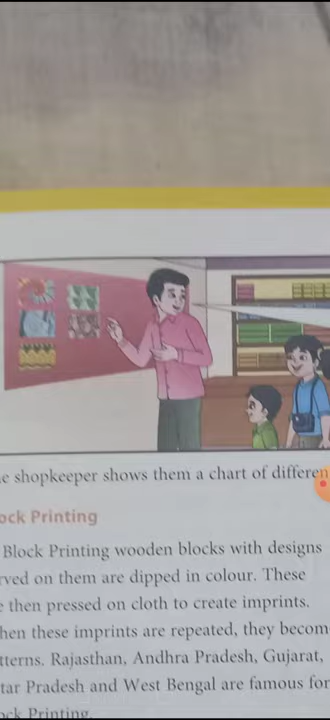 e shopkeeper shows them a chart of differen
ock Printing
Block Printing wooden blocks with designs
rved on them are dipped in colour. These
e then pressed on cloth to create imprints.
hen these imprints are repeated, they becom
tterns. Rajasthan, Andhra Pradesh, Gujarat,
tar Pradesh and West Bengal are famous for
ock Printing.